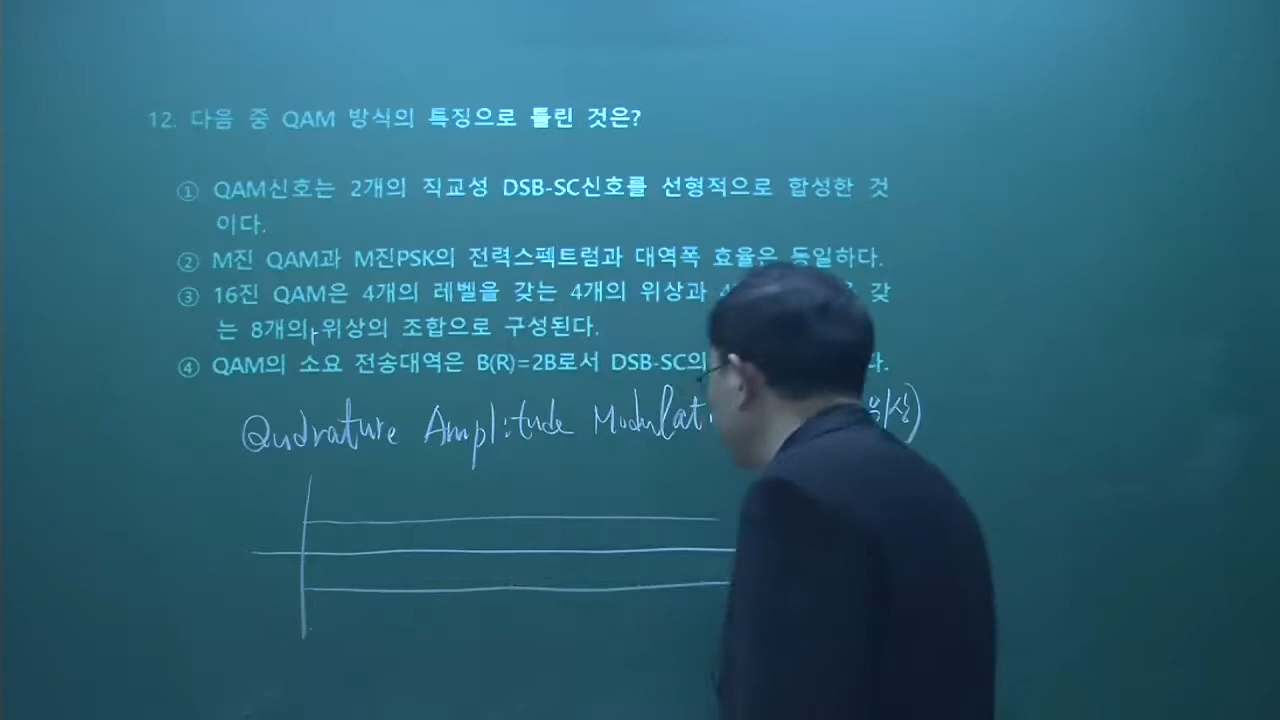 12. 다음 중 QAM 방식의 특징으로 틀린 것은?
① QAM신호는 2개의 직교성 DSB-SC신호를 선형적으로 합성한 것
이다.
② M진 QAM과 M진PSK의 전력스펙트럼과 대역폭 효율은 동일하다.
③ 16진 QAM은 4개의 레벨을 갖는 4개의 위상과 갖
는 8개의 위상의 조합으로 구성된다.
④ QAM의 소요 전송대역은 B(R)=2B로서 DSB-SC의
Qudrature Amplitude